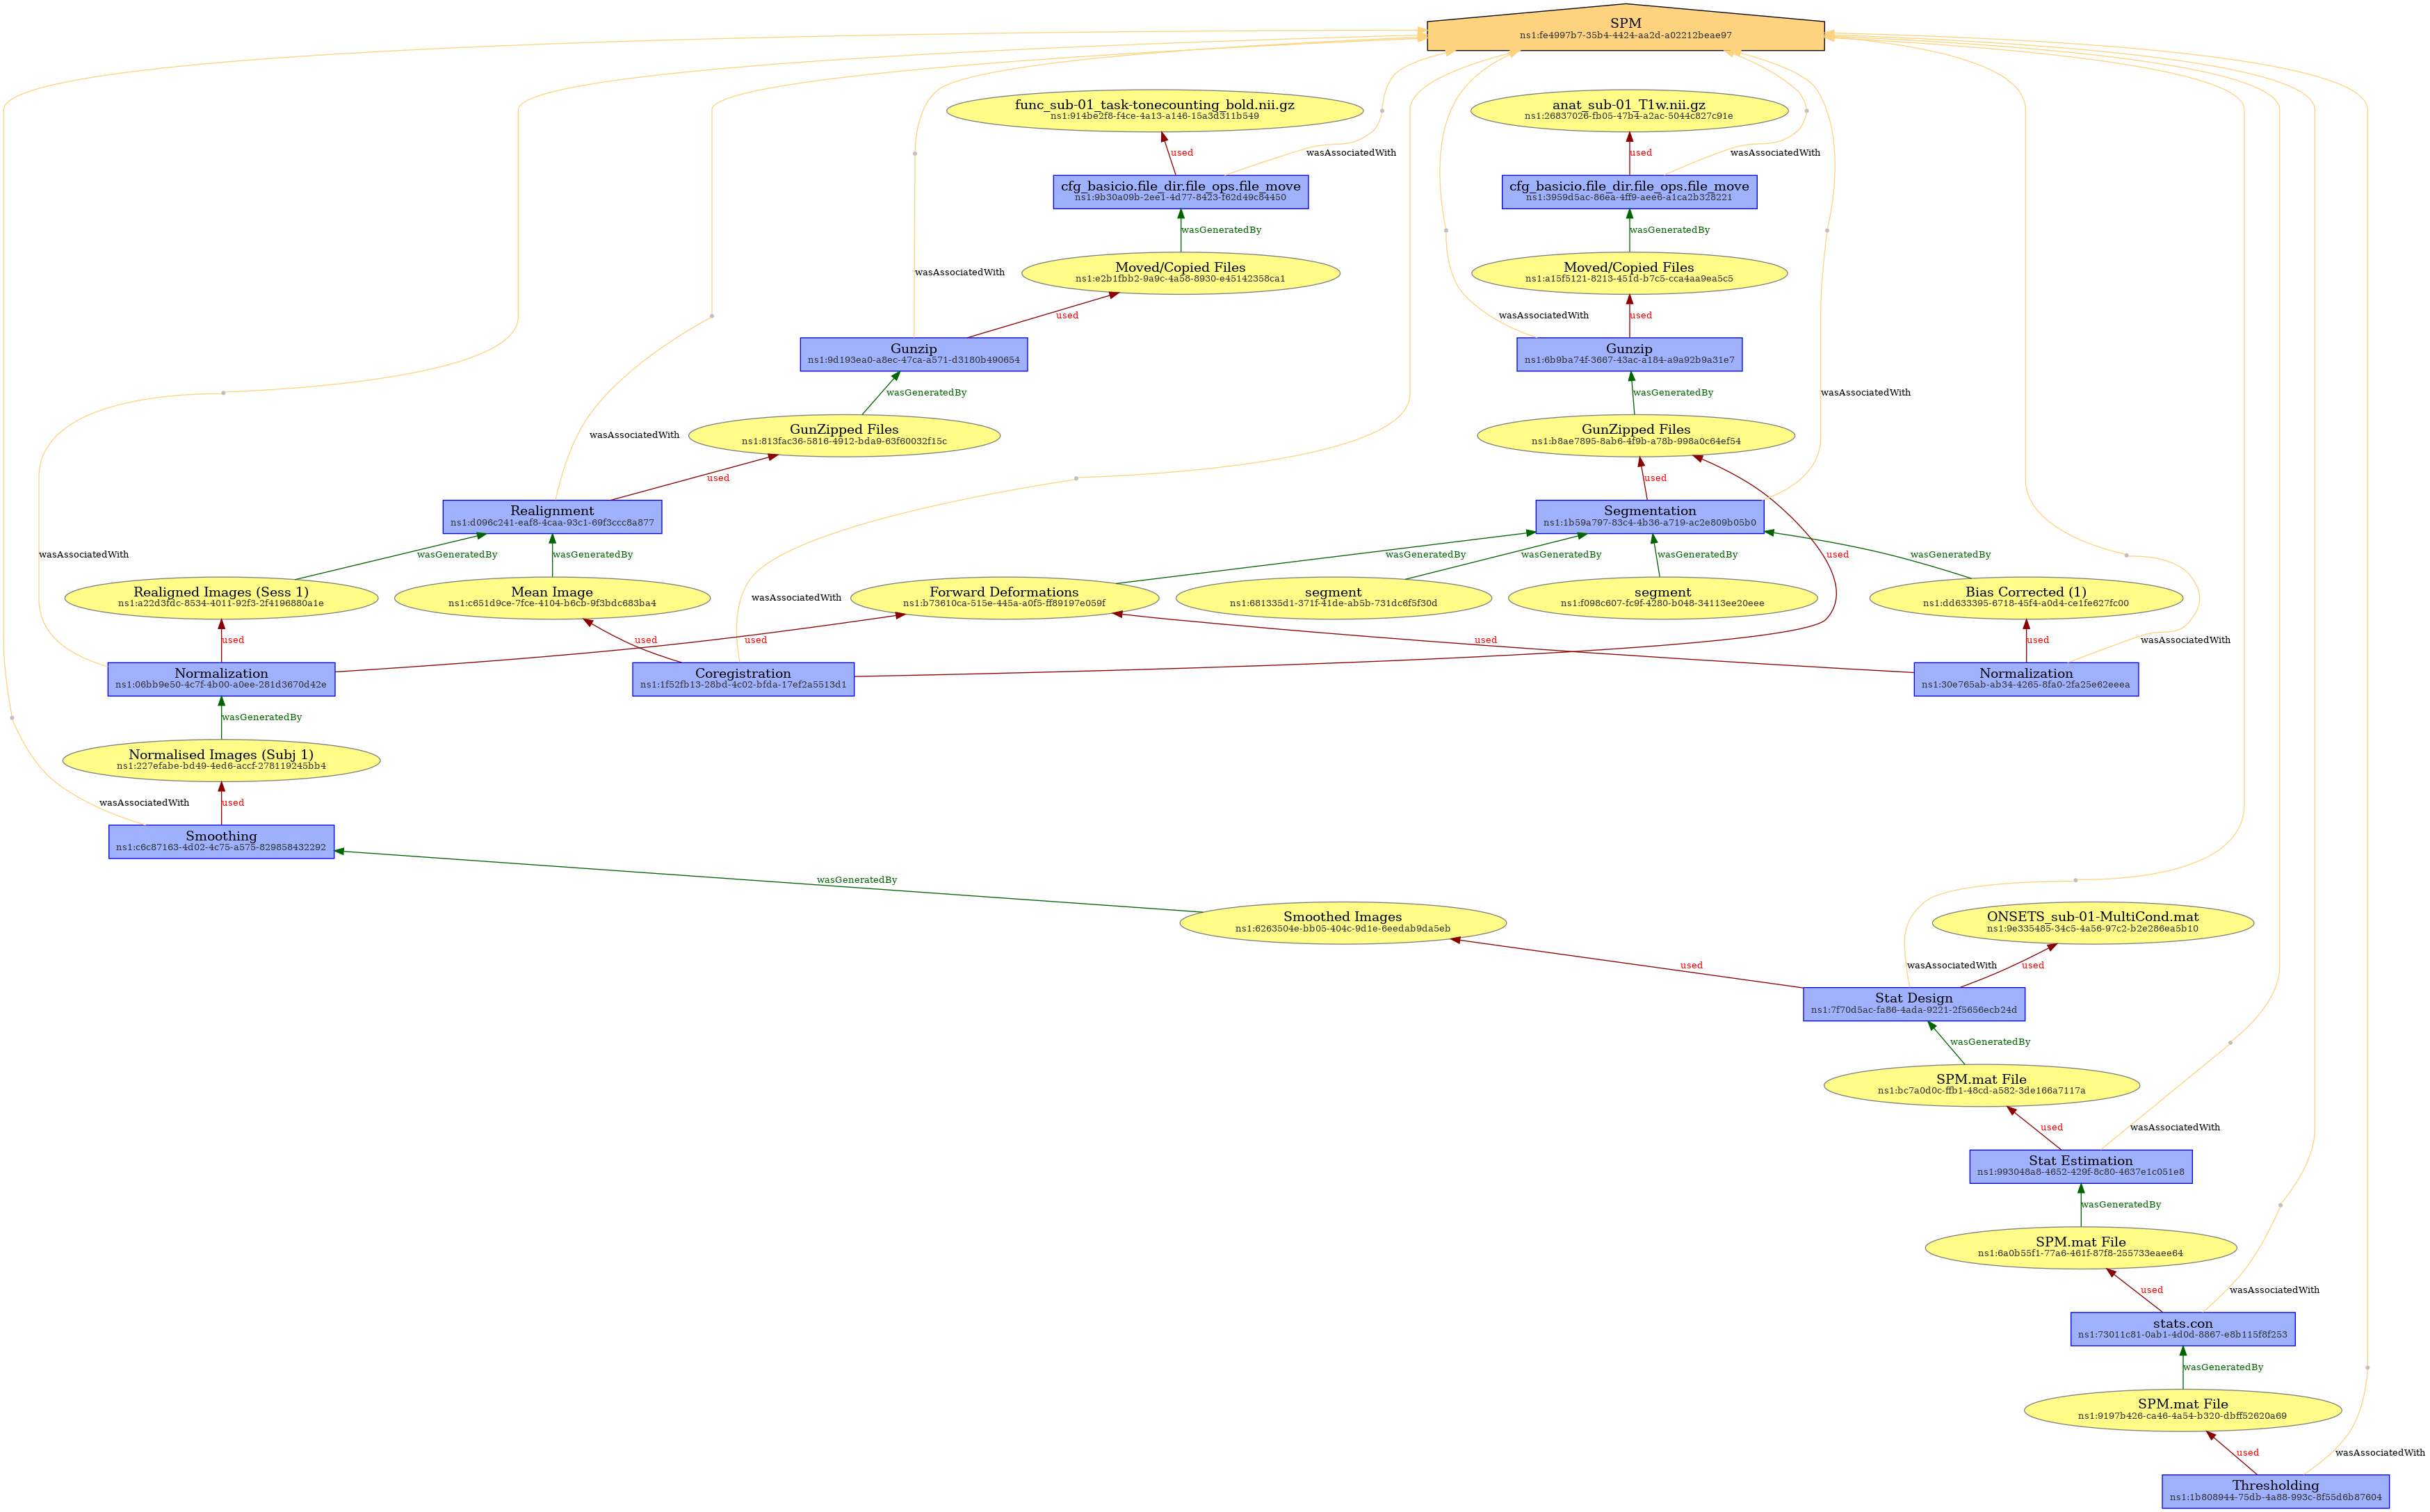 SPM
ns1:fe4997b7-35b4-4424-aa2d-a02212beae97
func_sub-01_task-tonecounting_bold.nii.gz
ns1:914be2f8-f4ce-4a13-a146-15a3d311b549
anat_sub-01_T1w.nii.gz
ns1:26837026-fb05-47b4-a2ac-5044c827c91e
used
wasAssociatedWith
used
wasAssociatedWith
cfg_basicio.file_dir.file_ops.file_move
ns1:9b30a09b-2ee1-4d77-8423-f62d49c84450
cfg_basicio.file_dir.file_ops.file_move
ns1:3959d5ac-86ea-4ff9-aee6-a1ca2b328221
wasGeneratedBy
wasGeneratedBy
wasAssociatedWith
Moved/Copied Files
ns1:e2b1fbb2-9a9c-4a58-8930-e45142358ca1
Moved/Copied Files
ns1:a15f5121-8213-451d-b7c5-cca4aa9ea5c5
used
wasAssociatedWith
used
Gunzip
ns1:9d193ea0-a8ec-47ca-a571-d3180b490654
Gunzip
ns1:6b9ba74f-3667-43ac-a184-a9a92b9a31e7
wasGeneratedBy
wasGeneratedBy
wasAssociatedWith
wasAssociatedWith
GunZipped Files
ns1:813fac36-5816-4912-bda9-63f60032f15c
GunZipped Files
ns1:b8ae7895-8ab6-4f9b-a78b-998a0c64ef54
used
used
Realignment
ns1:d096c241-eaf8-4caa-93c1-69f3ccc8a877
Segmentation
ns1:1b59a797-83c4-4b36-a719-ac2e809b05b0
wasAssociatedWith
wasGeneratedBy
wasGeneratedBy
wasGeneratedBy
wasGeneratedBy
wasGeneratedBy
used
wasGeneratedBy
Realigned Images (Sess 1)
ns1:a22d3fdc-8534-4011-92f3-2f4196880a1e
Mean Image
ns1:c651d9ce-7fce-4104-b6cb-9f3bdc683ba4
wasAssociatedWith
Forward Deformations
ns1:b73610ca-515e-445a-a0f5-ff89197e059f
segment
ns1:681335d1-371f-41de-ab5b-731dc6f5f30d
segment
ns1:f098c607-fc9f-4280-b048-34113ee20eee
Bias Corrected (1)
ns1:dd633395-6718-45f4-a0d4-ce1fe627fc00
used
used
used
used
used
wasAssociatedWith
Normalization
ns1:06bb9e50-4c7f-4b00-a0ee-281d3670d42e
Coregistration
ns1:1f52fb13-28bd-4c02-bfda-17ef2a5513d1
Normalization
ns1:30e765ab-ab34-4265-8fa0-2fa25e62eeea
wasGeneratedBy
Normalised Images (Subj 1)
ns1:227efabe-bd49-4ed6-accf-278119245bb4
wasAssociatedWith
used
Smoothing
ns1:c6c87163-4d02-4c75-a575-829858432292
wasGeneratedBy
Smoothed Images
ns1:6263504e-bb05-404c-9d1e-6eedab9da5eb
ONSETS_sub-01-MultiCond.mat
ns1:9e335485-34c5-4a56-97c2-b2e286ea5b10
used
wasAssociatedWith
used
Stat Design
ns1:7f70d5ac-fa86-4ada-9221-2f5656ecb24d
wasGeneratedBy
SPM.mat File
ns1:bc7a0d0c-ffb1-48cd-a582-3de166a7117a
used
wasAssociatedWith
Stat Estimation
ns1:993048a8-4652-429f-8c80-4637e1c051e8
wasGeneratedBy
SPM.mat File
ns1:6a0b55f1-77a6-461f-87f8-255733eaee64
used
wasAssociatedWith
stats.con
ns1:73011c81-0ab1-4d0d-8867-e8b115f8f253
wasGeneratedBy
SPM.mat File
ns1:9197b426-ca46-4a54-b320-dbff52620a69
used
wasAssociatedWith
Thresholding
ns1:1b808944-75db-4a88-993c-8f55d6b87604